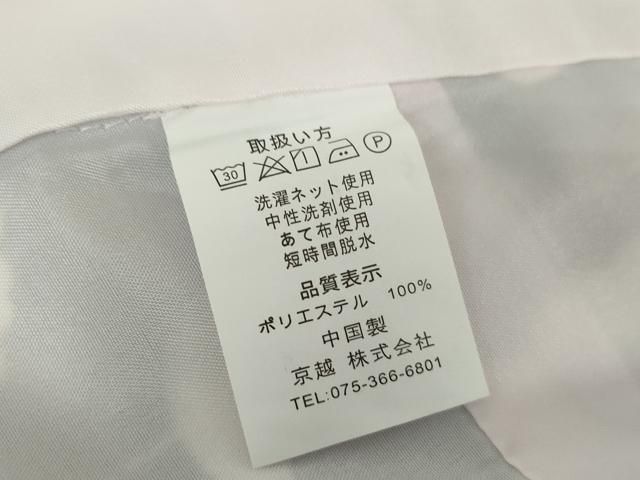 取扱い方
30 P
洗濯ネット使用
中性洗剤使用
あて布使用
短時間脱水
品質表示
ポリエステル 100%
中国製
京越 株式会社
TEL:075-366-6801